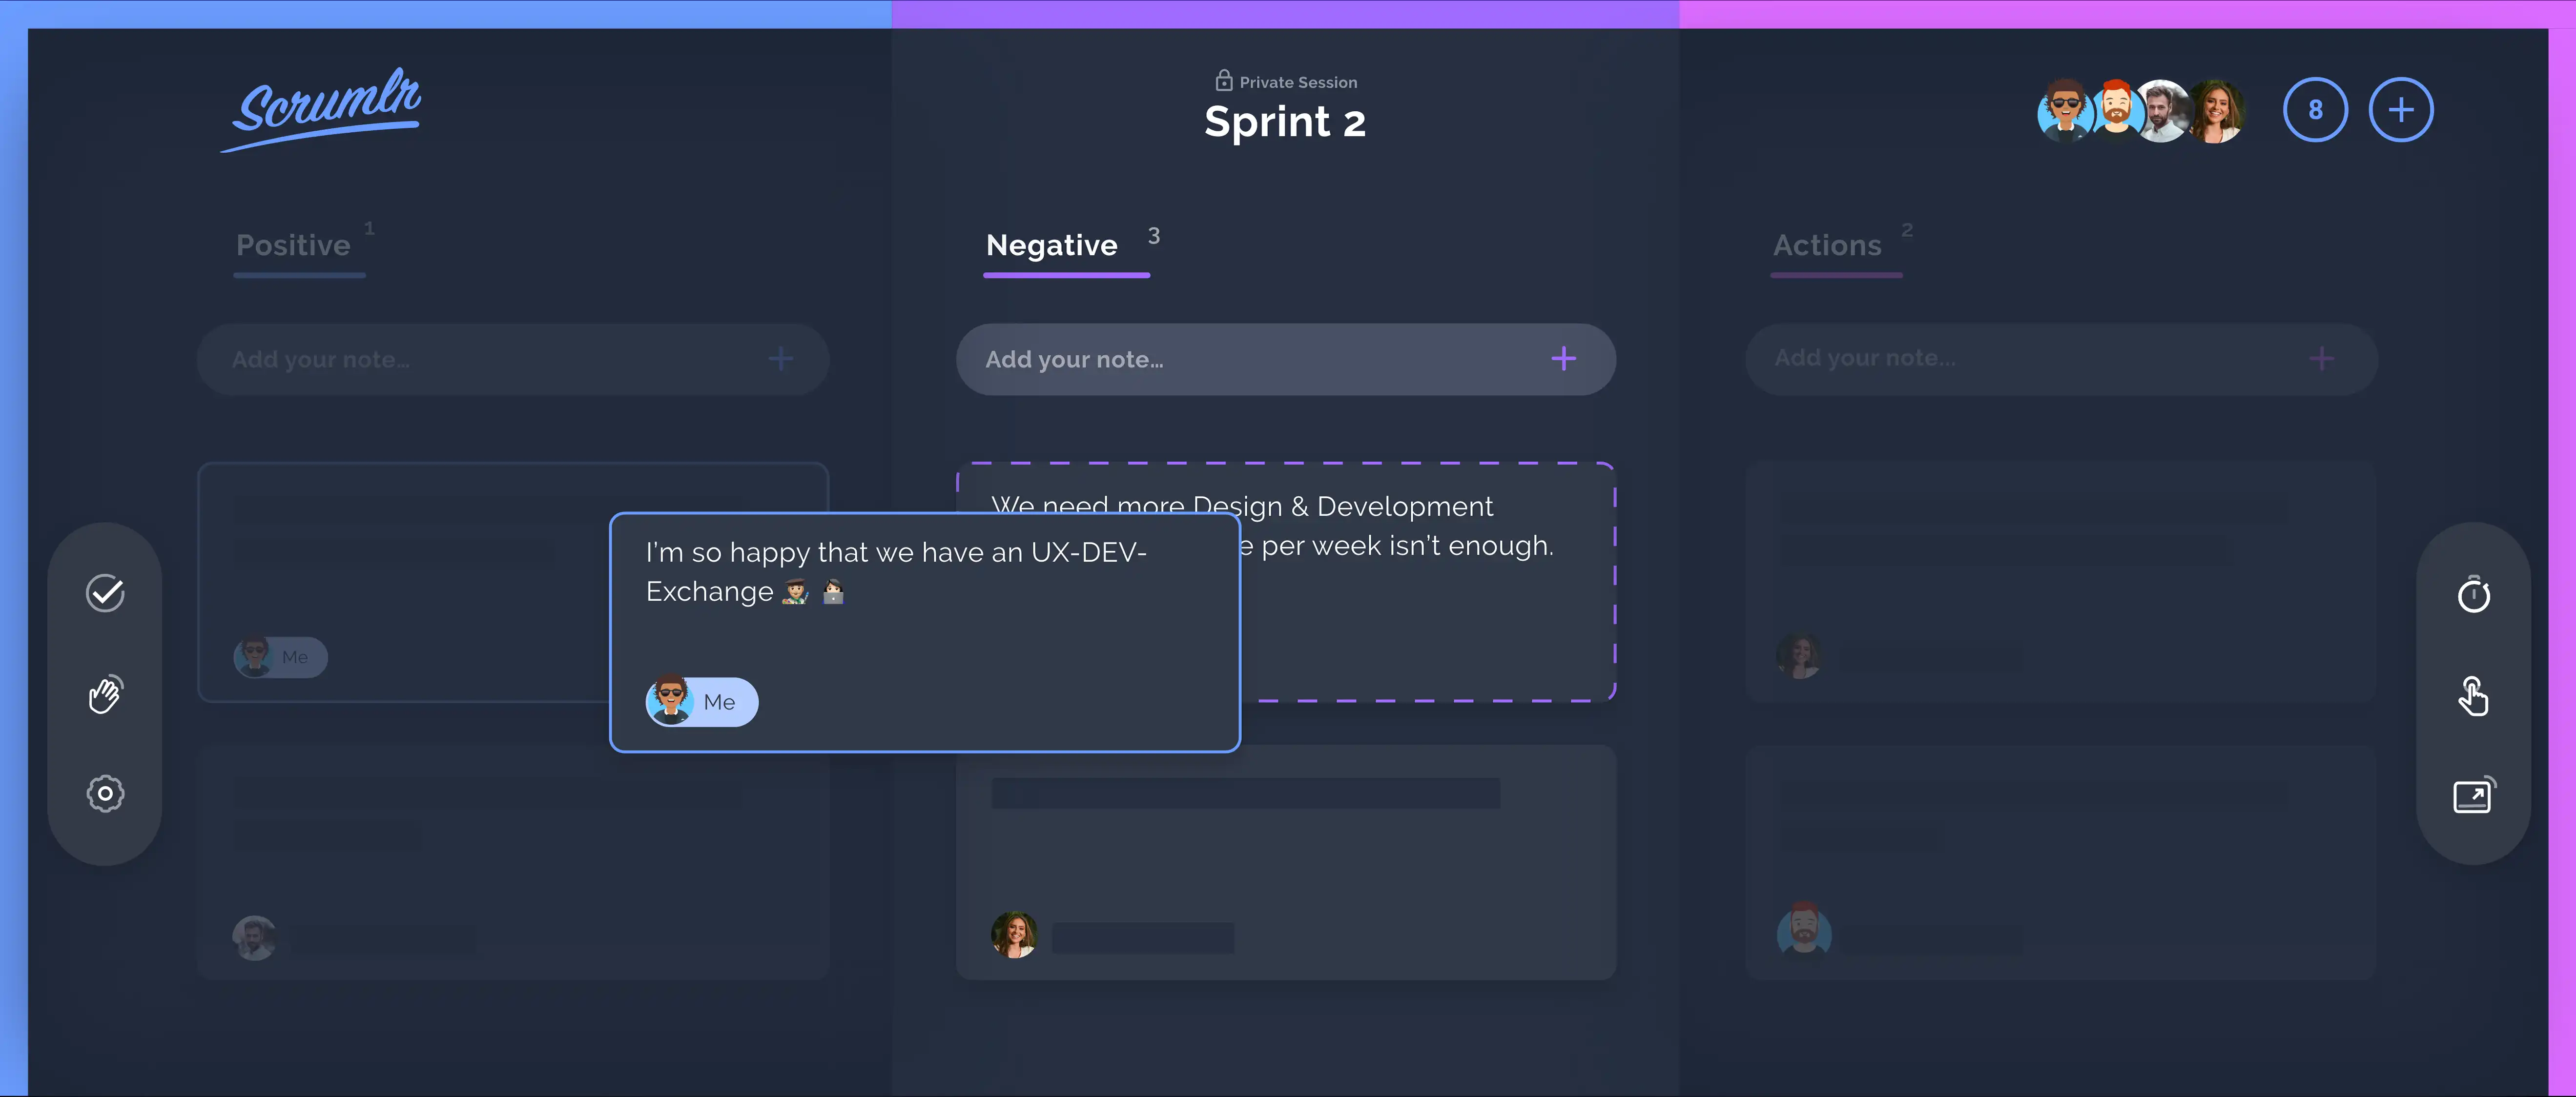 Scrumlr
Private Session
Sprint 2
8
Positive 1
Negative 3
Actions 2
Add your note...
Add your note...
Add your note...
We need more Design & Development
per week isn't enough.
I'm so happy that we have an UX-DEV-
Exchange
Me
Me